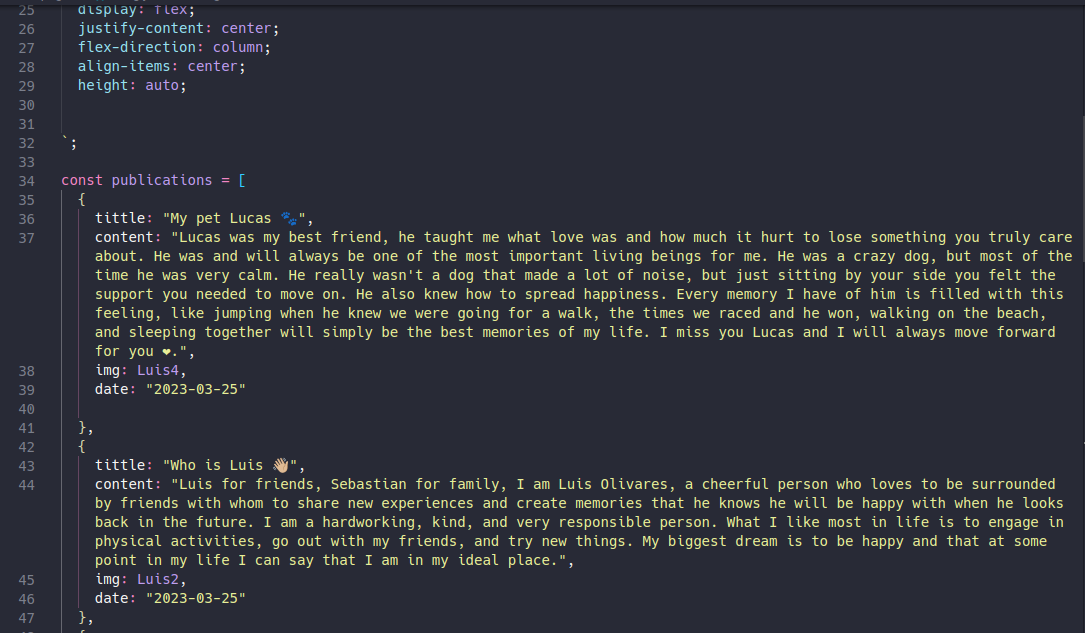 25 display: flex;
26 justify-content: center;
27 flex-direction: column;
28 align-items: center;
29 height: auto;
30
31
32 `;
33
34 const publications = [
35 {
36 tittle: "My pet Lucas 🐾",
37 content: "Lucas was my best friend, he taught me what love was and how much it hurt to lose something you truly care
about. He was and will always be one of the most important living beings for me. He was a crazy dog, but most of the
time he was very calm. He really wasn't a dog that made a lot of noise, but just sitting by your side you felt the
support you needed to move on. He also knew how to spread happiness. Every memory I have of him is filled with this
feeling, like jumping when he knew we were going for a walk, the times we raced and he won, walking on the beach,
and sleeping together will simply be the best memories of my life. I miss you Lucas and I will always move forward
for you ❤.",
38 img: Luis4,
39 date: "2023-03-25"
40
41 },
42 {
43 tittle: "Who is Luis 👋🏼",
44 content: "Luis for friends, Sebastian for family, I am Luis Olivares, a cheerful person who loves to be surrounded
by friends with whom to share new experiences and create memories that he knows he will be happy with when he looks
back in the future. I am a hardworking, kind, and very responsible person. What I like most in life is to engage in
physical activities, go out with my friends, and try new things. My biggest dream is to be happy and that at some
point in my life I can say that I am in my ideal place.",
45 img: Luis2,
46 date: "2023-03-25"
47 },